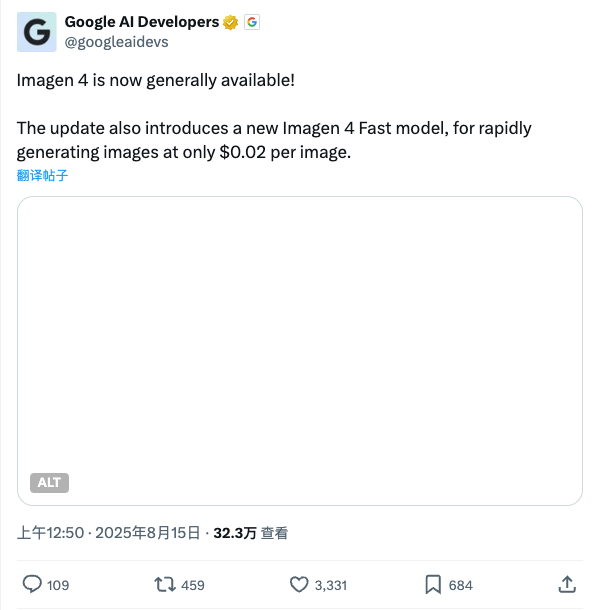 Google AI Developers
@googleaidevs
Imagen 4 is now generally available!
The update also introduces a new Imagen 4 Fast model, for rapidly
generating images at only $0.02 per image.
翻译帖子
ALT
上午12:50 · 2025年8月15日 · 32.3万 查看
109 459 3,331 684